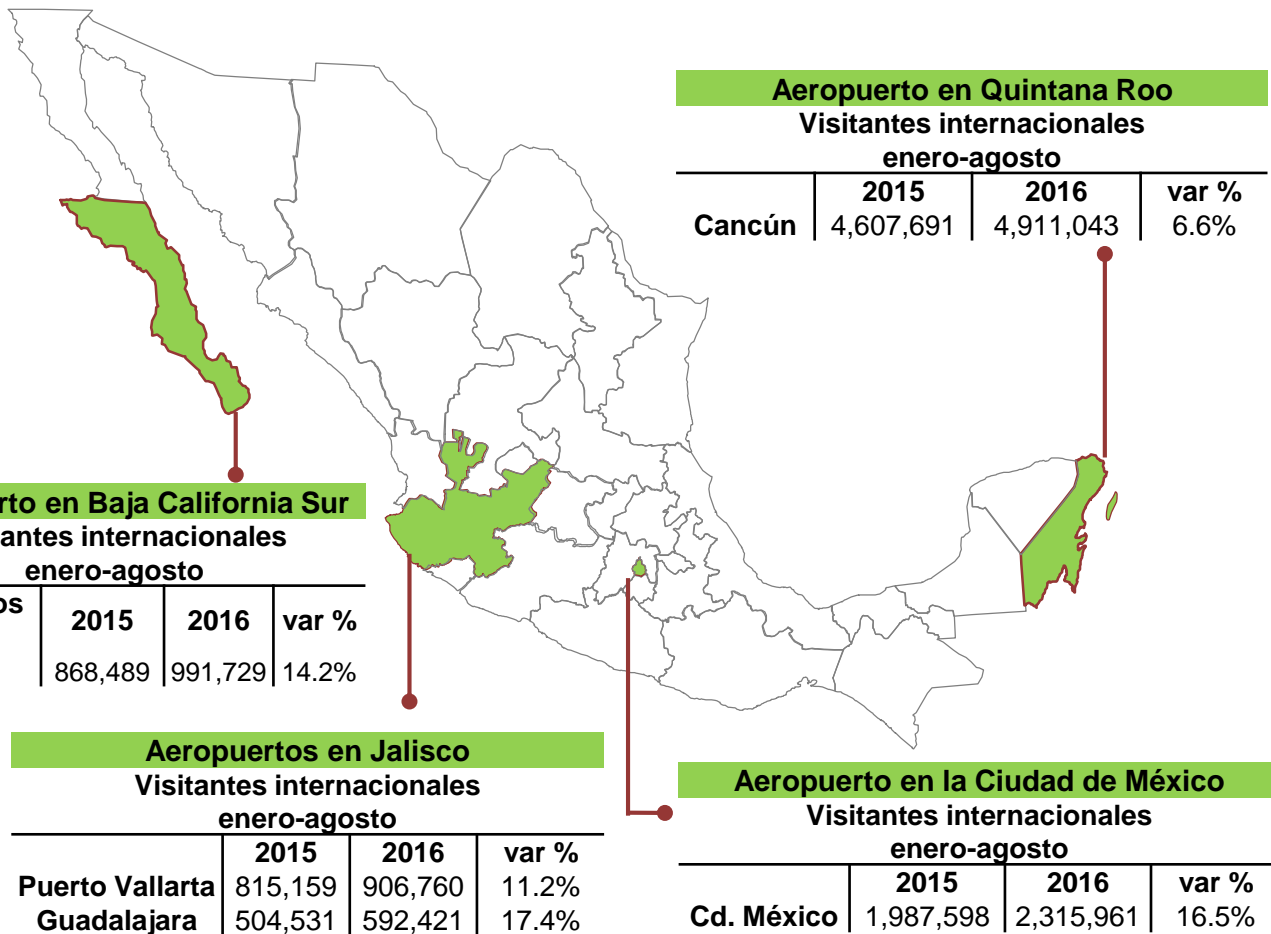 Aeropuerto en Quintana Roo
Visitantes internacionales
enero-agosto
2015 2016 var %
Cancún 4,607,691 4,911,043 6.6%
rto en Baja California Sur
antes internacionales
enero-agosto
os 2015 2016 var %
868,489 991,729 14.2%
Aeropuertos en Jalisco
Visitantes internacionales
enero-agosto
2015 2016 var %
Puerto Vallarta 815,159 906,760 11.2%
Guadalajara 504,531 592,421 17.4%
Aeropuerto en la Ciudad de México
Visitantes internacionales
enero-agosto
2015 2016 var %
Cd. México 1,987,598 2,315,961 16.5%